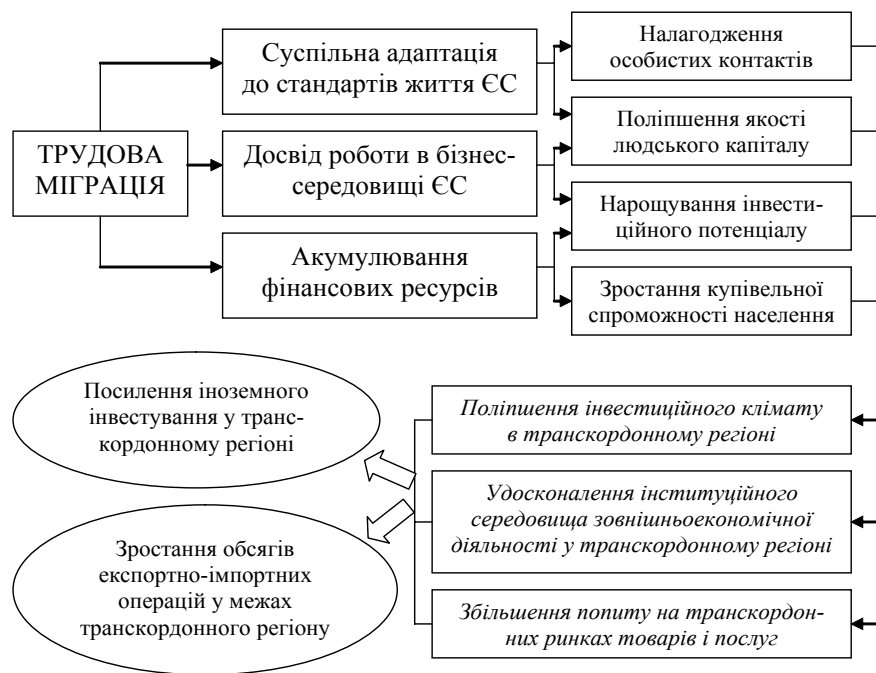 ТРУДОВА
МІГРАЦІЯ
Суспільна адаптація
до стандартів життя ЄС
Досвід роботи в бізнес-
середовищі ЄС
Акумулювання
фінансових ресурсів
Налагодження
особистих контактів
Поліпшення якості
людського капіталу
Нарощування інвести-
ційного потенціалу
Зростання купівельної
спроможності населення
Посилення іноземного
інвестування у транс-
кордонному регіоні
Зростання обсягів
експортно-імпортних
операцій у межах
транскордонного регіону
Поліпшення інвестиційного клімату
в транскордонному регіоні
Удосконалення інституційного
середовища зовнішньоекономічної
діяльності у транскордонному регіоні
Збільшення попиту на транскордон-
них ринках товарів і послуг